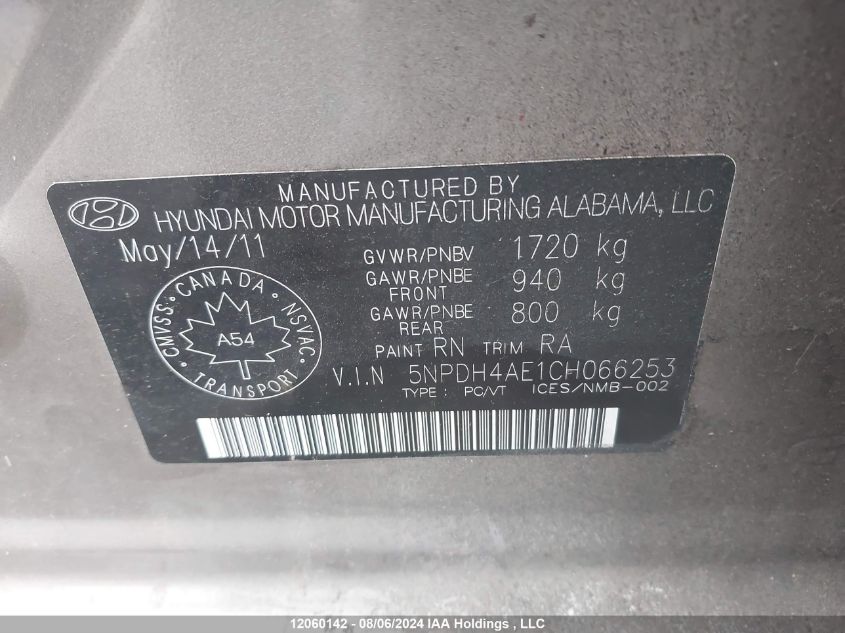 MANUFACTURED BY
HYUNDAI MOTOR MANUFACTURING ALABAMA, LLC
May/14/11
GVWR/PNBV 1720 kg
GAWR/PNBE FRONT 940 kg
GAWR/PNBE REAR 800 kg
CANADA
CMVSS NSVAC
A54
TRANSPORT
PAINT RN TRIM RA
V.I.N 5NPDH4AE1CH066253
TYPE : PC/VT ICES/NMB-002
12060142 - 08/06/2024 IAA Holdings , LLC